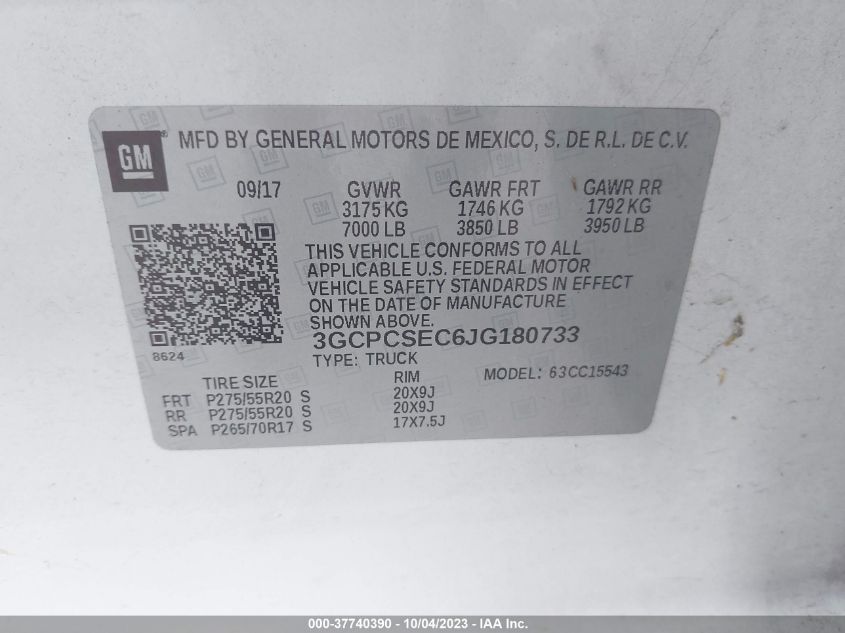 GM ® MFD BY GENERAL MOTORS DE MEXICO, S. DE R.L. DE C.V.
09/17 GVWR GAWR FRT GAWR RR
3175 KG 1746 KG 1792 KG
7000 LB 3850 LB 3950 LB
THIS VEHICLE CONFORMS TO ALL
APPLICABLE U.S. FEDERAL MOTOR
VEHICLE SAFETY STANDARDS IN EFFECT
ON THE DATE OF MANUFACTURE
SHOWN ABOVE.
3GCPCSEC6JG180733
8624 TYPE: TRUCK
TIRE SIZE RIM MODEL: 63CC15543
FRT P275/55R20 S 20X9J
RR P275/55R20 S 20X9J
SPA P265/70R17 S 17X7.5J
000-37740390 - 10/04/2023 - IAA Inc.